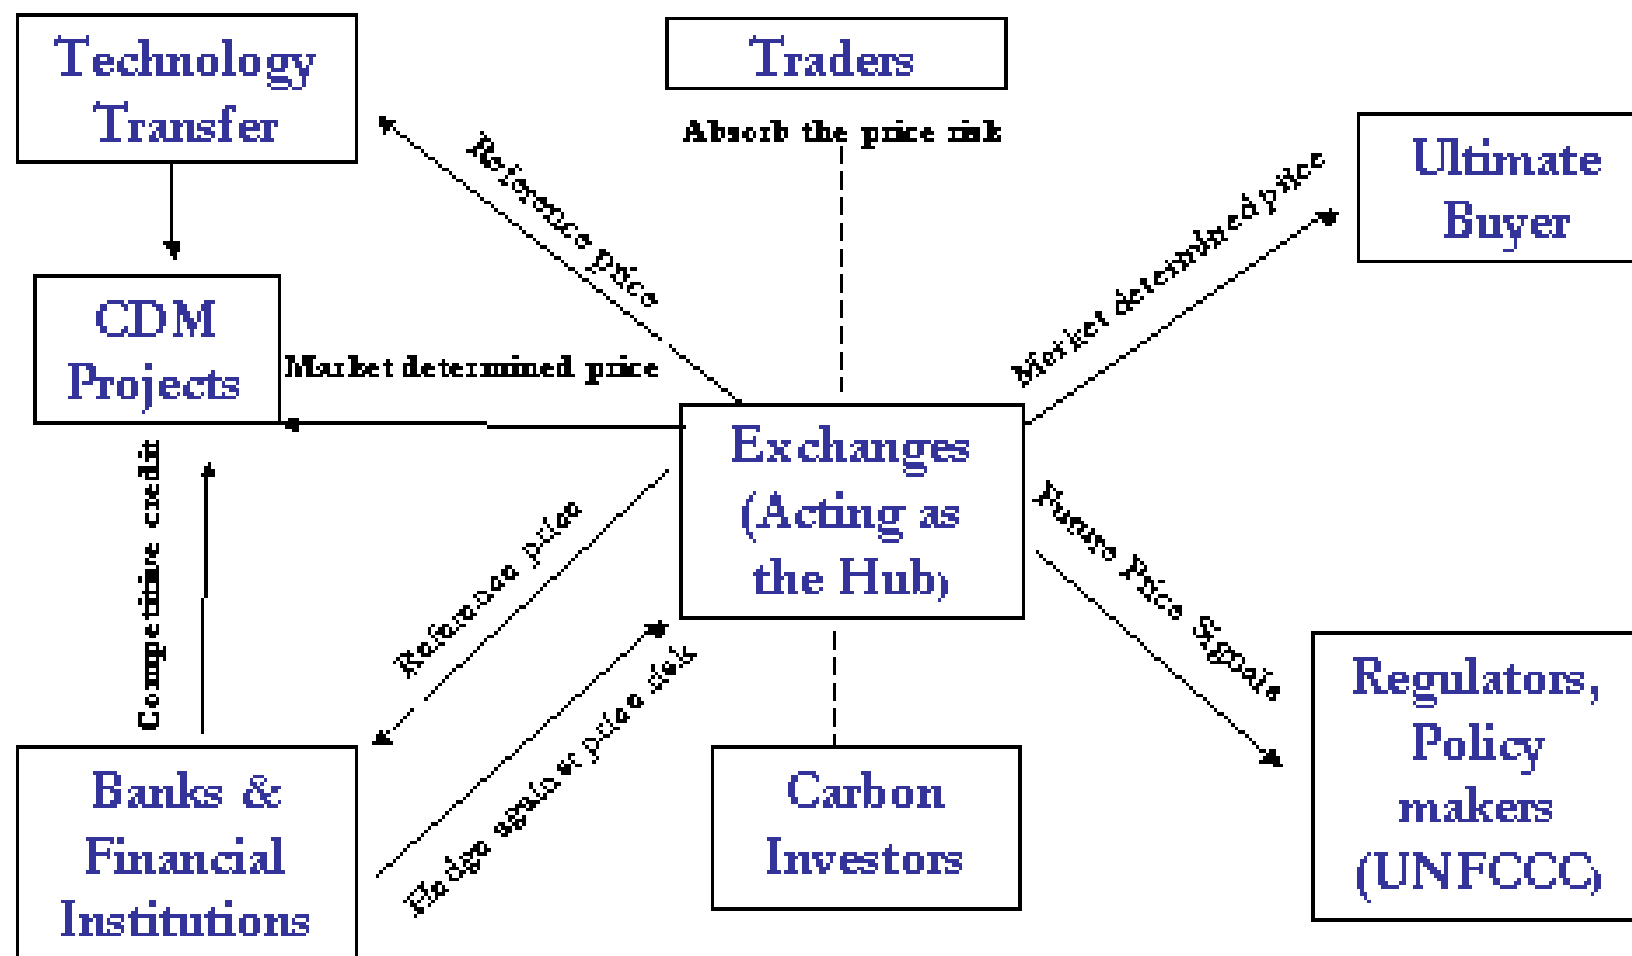 Technology
Transfer
Traders
Absorb the price risk
Ultimate
Buyer
Reference price
Market determined price
CDM
Projects
Market determined price
Exchanges
(Acting as
the Hub)
Competitive credit
Reference price
Hedge against price risk
Future Price Signals
Banks &
Financial
Institutions
Carbon
Investors
Regulators,
Policy
makers
(UNFCCC)